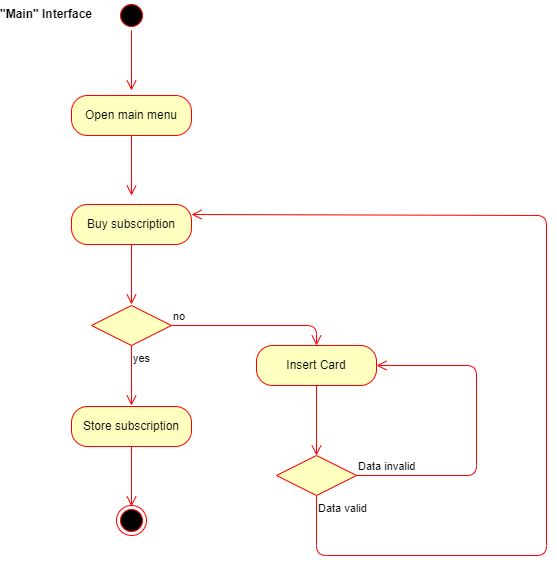 "Main" Interface
Open main menu
Buy subscription
no
yes
Insert Card
Store subscription
Data invalid
Data valid